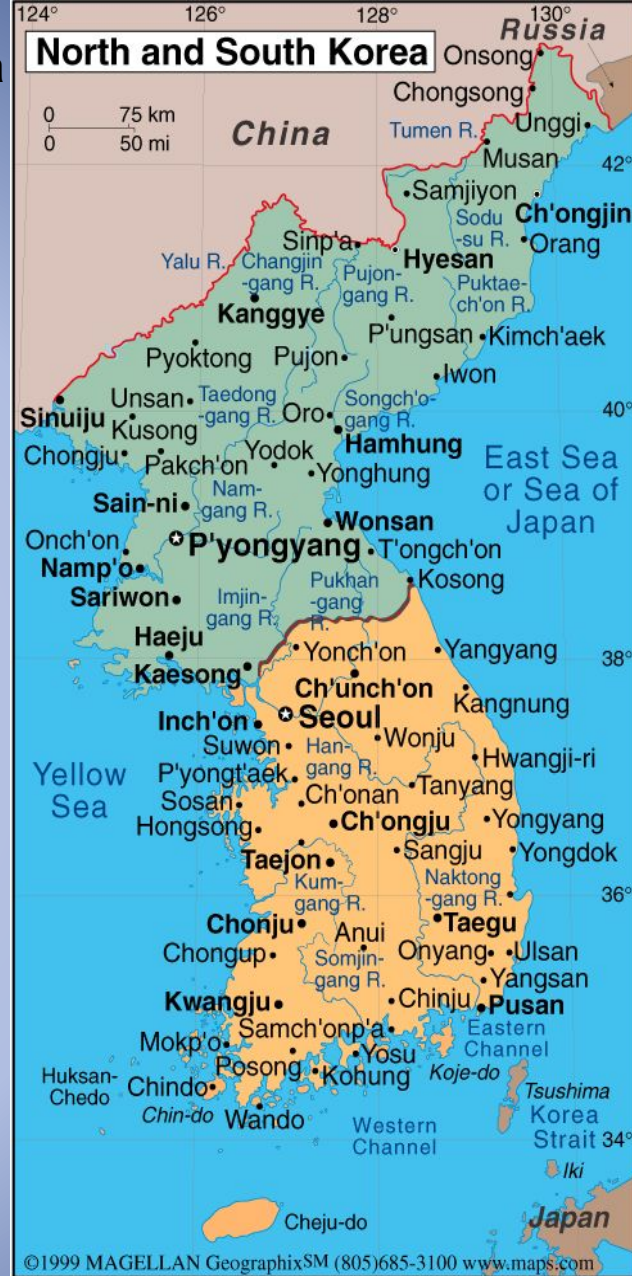 124°
126°
128°
130°
North and South Korea
Russia
Onsong
Chongsong
0 75 km
0 50 mi
China
Tumen R.
Unggi
Musan
42°
Samjiyon
Ch'ongjin
Sodu
-su R.
Orang
Sinp'a
Hyesan
Yalu R.
Changjin
-gang R.
Pujon-
gang R.
Puktae-
ch'on R.
Kanggye
P'ungsan
Kimch'aek
Pyoktong
Pujon
Iwon
Unsan
Taedong
-gang R.
Songch'o-
gang R.
Sinuiju
Kusong
Oro
40°
Hamhung
Chongju
Pakch'on
Yodok
Yonghung
East Sea
or Sea of
Japan
Nam-
gang R.
Sain-ni
Wonsan
Onch'on
P'yongyang
T'ongch'on
Namp'o
Kosong
Sariwon
Imjin-
gang R.
Pukhan
-gang
R.
Haeju
Kaesong
Yonch'on
Yangyang
38°
Ch'unch'on
Kangnung
Seoul
Inch'on
Suwon
Han-
gang R.
Wonju
Hwangji-ri
Yellow
Sea
P'yongt'aek
Tanyang
Sosan
Ch'onan
Hongsong
Ch'ongju
Yongyang
Taejon
Sangju
Yongdok
Kum-
gang R.
Naktong
-gang R.
36°
Chonju
Taegu
Anui
Chongup
Somjin-
gang R.
Onyang
Ulsan
Yangsan
Kwangju
Chinju
Pusan
Samch'onp'a
Eastern
Channel
Mokp'o
Posong
Yosu
Kohung
Koje-do
Huksan-
Chedo
Chindo
Chin-do
Wando
Tsushima
Western
Channel
Korea
Strait
34°
Iki
Japan
Cheju-do
©1999 MAGELLAN Geographix℠ (805)685-3100 www.maps.com